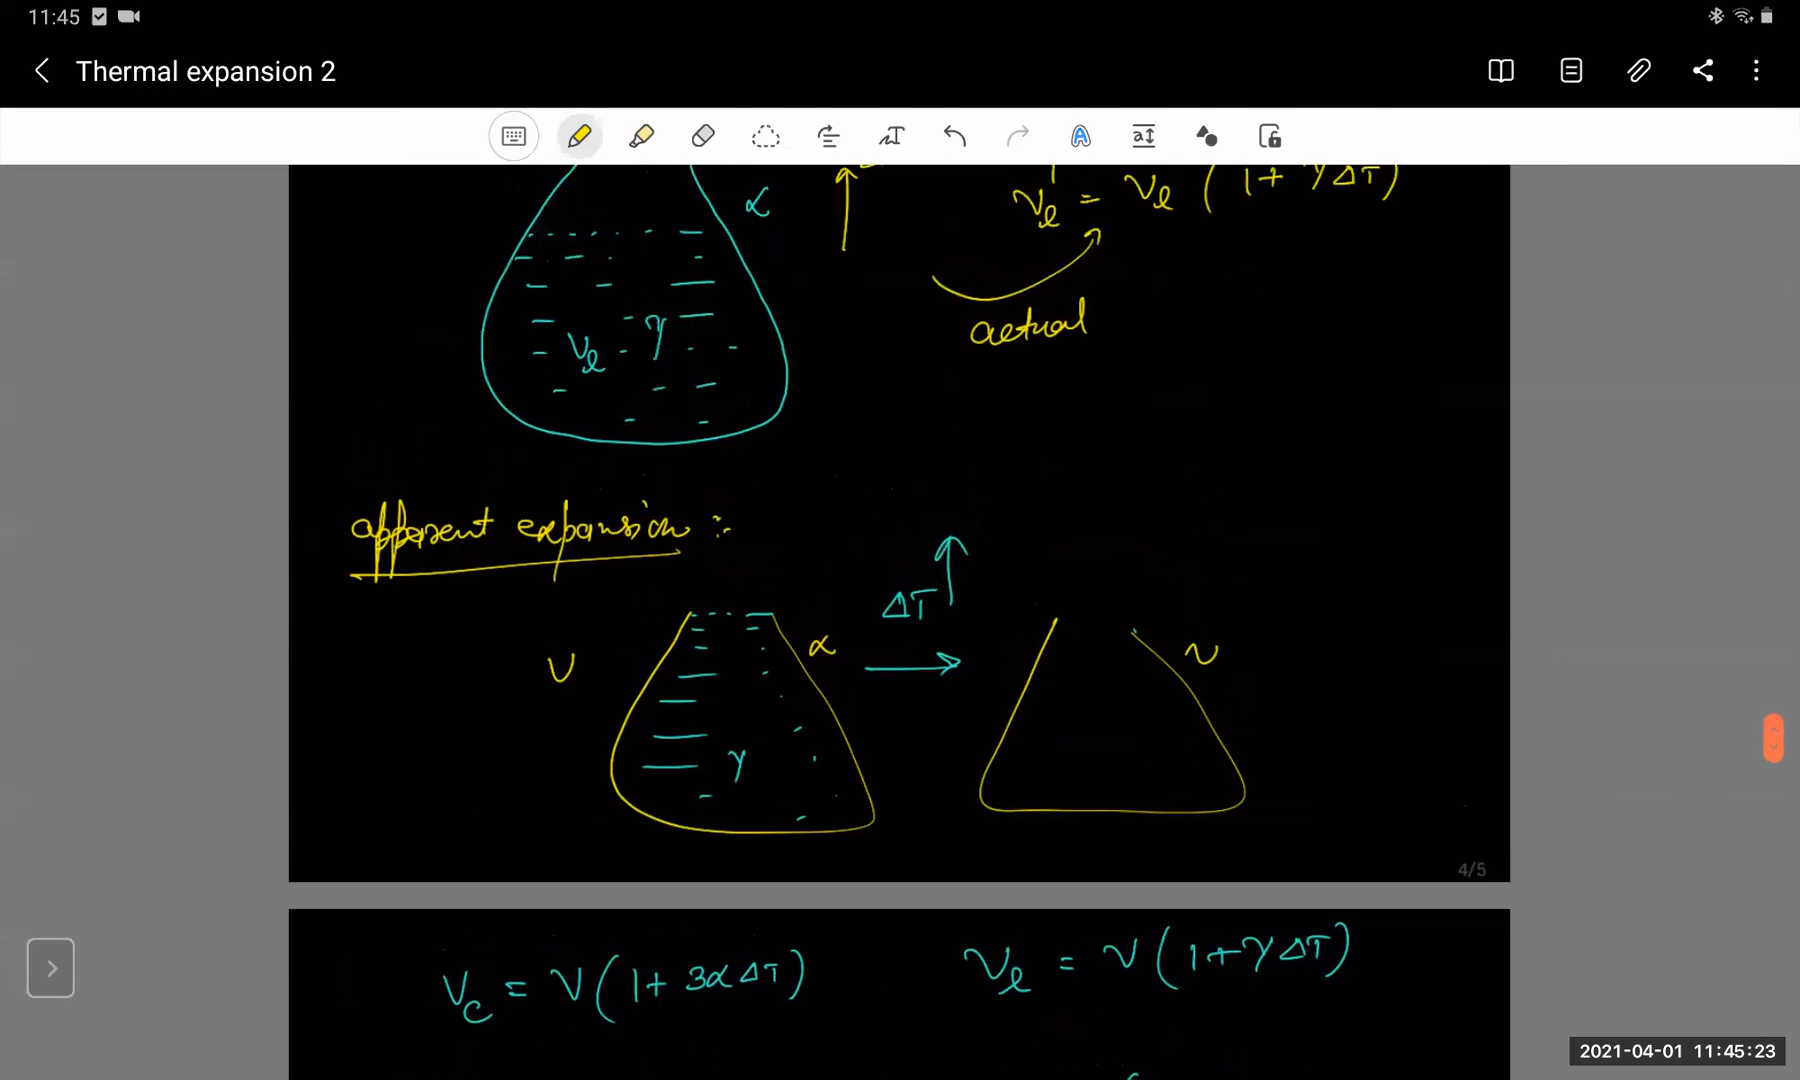 11:45
Thermal expansion 2
α
V'ℓ = Vℓ (1+ γΔT)
actual
Vℓ γ
apparent expansion :-
ΔT
V
α
V
γ
4/5
Vc = V(1+ 3αΔT)
Vℓ = V(1+γΔT)
2021-04-01 11:45:23